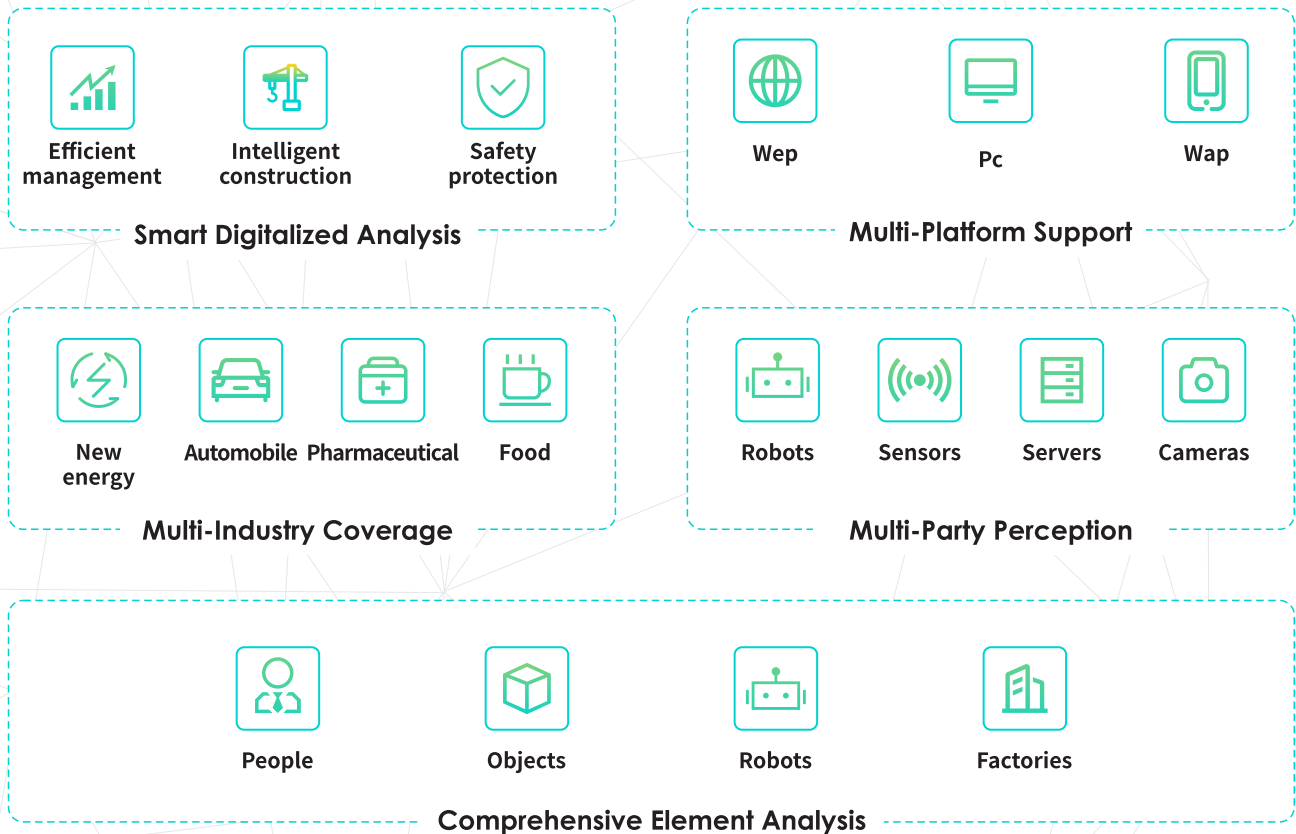 Efficient
management
Intelligent
construction
Safety
protection
Smart Digitalized Analysis
Wep
Pc
Wap
Multi-Platform Support
New
energy
Automobile
Pharmaceutical
Food
Multi-Industry Coverage
Robots
Sensors
Servers
Cameras
Multi-Party Perception
People
Objects
Robots
Factories
Comprehensive Element Analysis